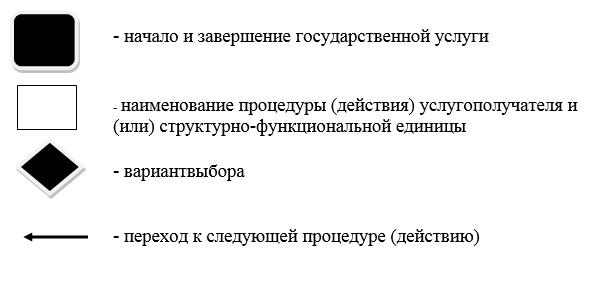 - начало и завершение государственной услуги
- наименование процедуры (действия) услугополучателя и
(или) структурно-функциональной единицы
- вариантвыбора
- переход к следующей процедуре (действию)